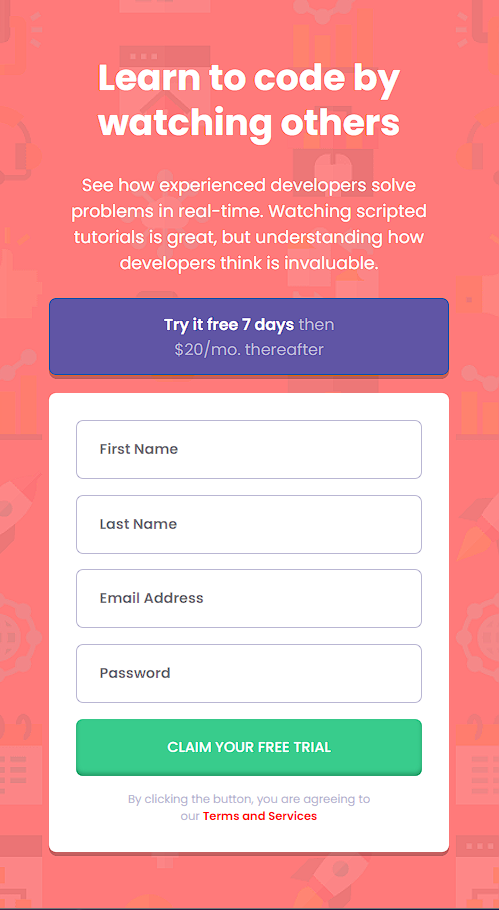 Learn to code by
watching others
See how experienced developers solve
problems in real-time. Watching scripted
tutorials is great, but understanding how
developers think is invaluable.
Try it free 7 days then
$20/mo. thereafter
First Name
Last Name
Email Address
Password
CLAIM YOUR FREE TRIAL
By clicking the button, you are agreeing to
our Terms and Services